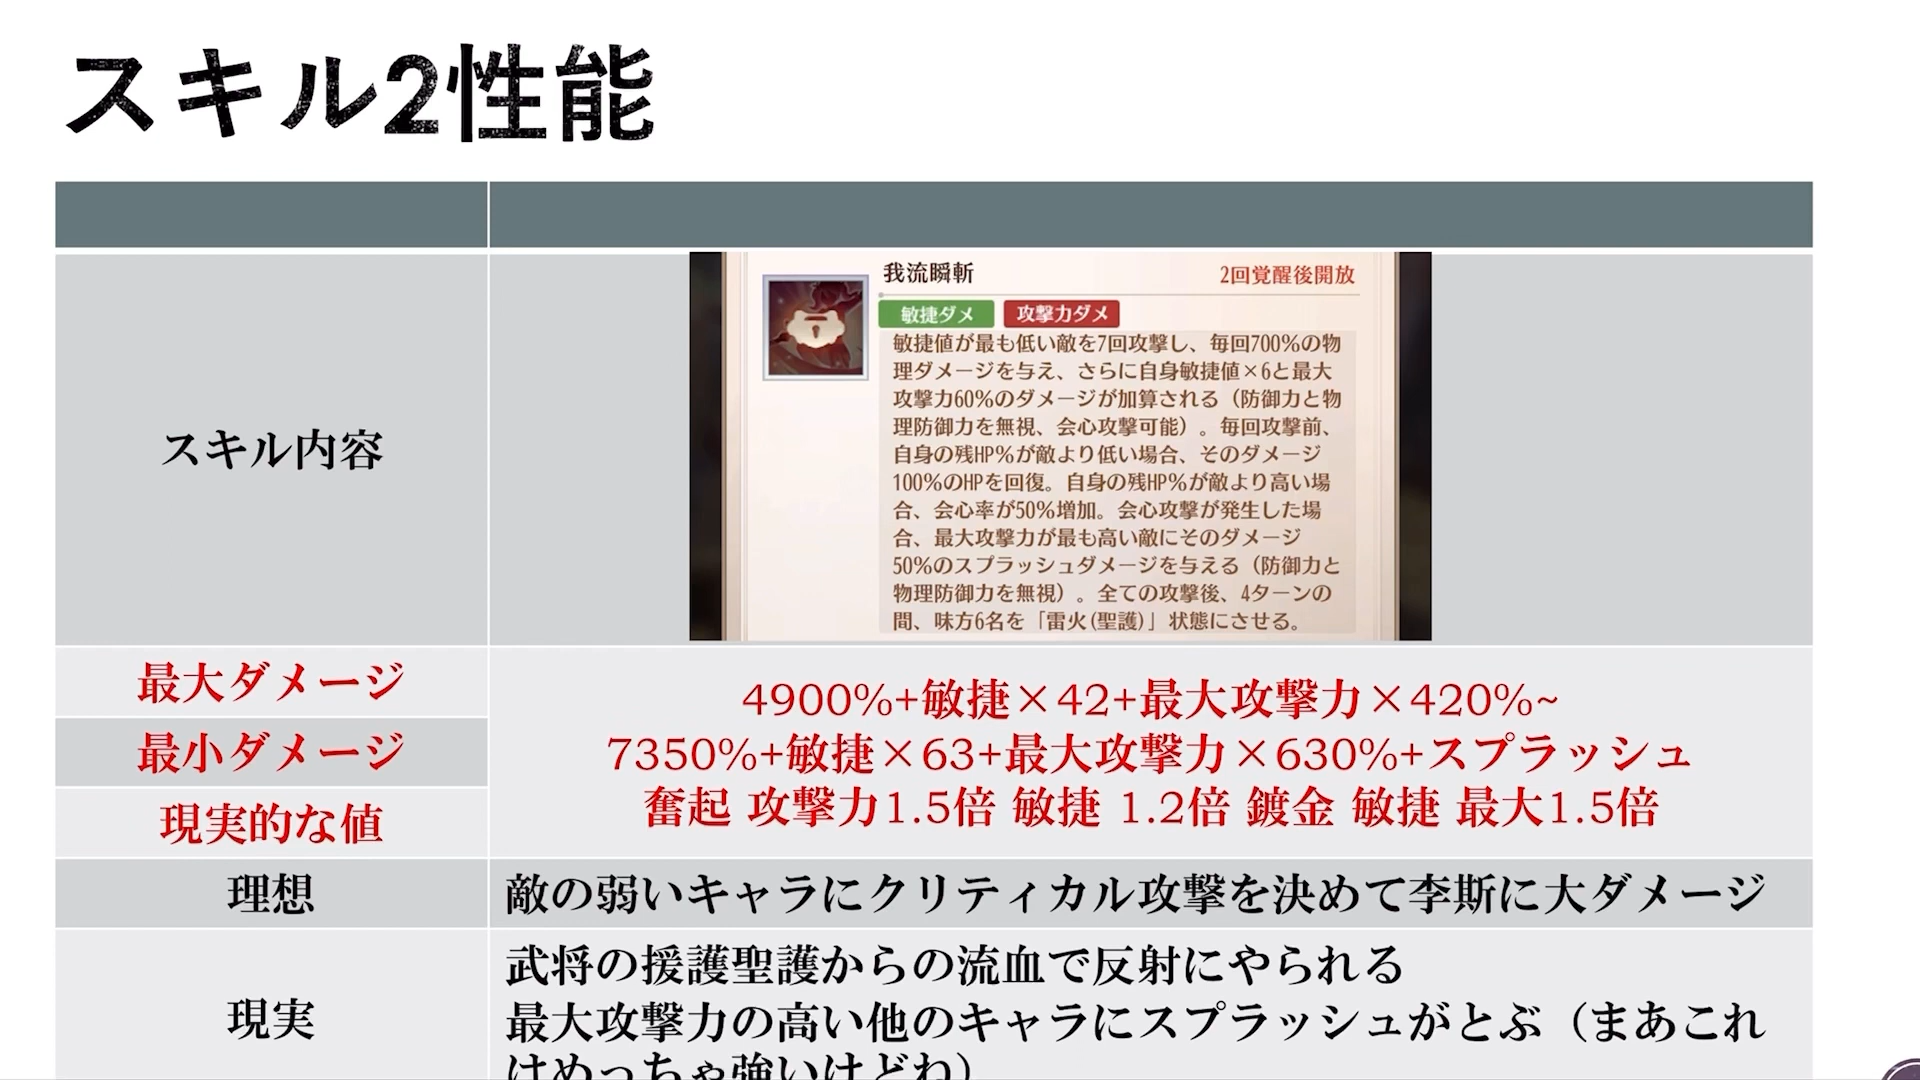 スキル2性能
スキル内容
我流瞬斬
2回覚醒後開放
敏捷ダメ 攻撃力ダメ
敏捷値が最も低い敵を7回攻撃し、毎回700%の物
理ダメージを与え、さらに自身敏捷値×6と最大
攻撃力60%のダメージが加算される（防御力と物
理防御力を無視、会心攻撃可能）。毎回攻撃前、
自身の残HP%が敵より低い場合、そのダメージ
100%のHPを回復。自身の残HP%が敵より高い場
合、会心率が50%増加。会心攻撃が発生した場
合、最大攻撃力が最も高い敵にそのダメージ
50%のスプラッシュダメージを与える（防御力と
物理防御力を無視）。全ての攻撃後、4ターンの
間、味方6名を「雷火(聖護)」状態にさせる。
最大ダメージ
最小ダメージ
現実的な値
4900%+敏捷×42+最大攻撃力×420%~
7350%+敏捷×63+最大攻撃力×630%+スプラッシュ
奮起 攻撃力1.5倍 敏捷 1.2倍 鍍金 敏捷 最大1.5倍
理想
敵の弱いキャラにクリティカル攻撃を決めて李斯に大ダメージ
現実
武将の援護聖護からの流血で反射にやられる
最大攻撃力の高い他のキャラにスプラッシュがとぶ（まあこれ
はめっちゃ強いけどね）